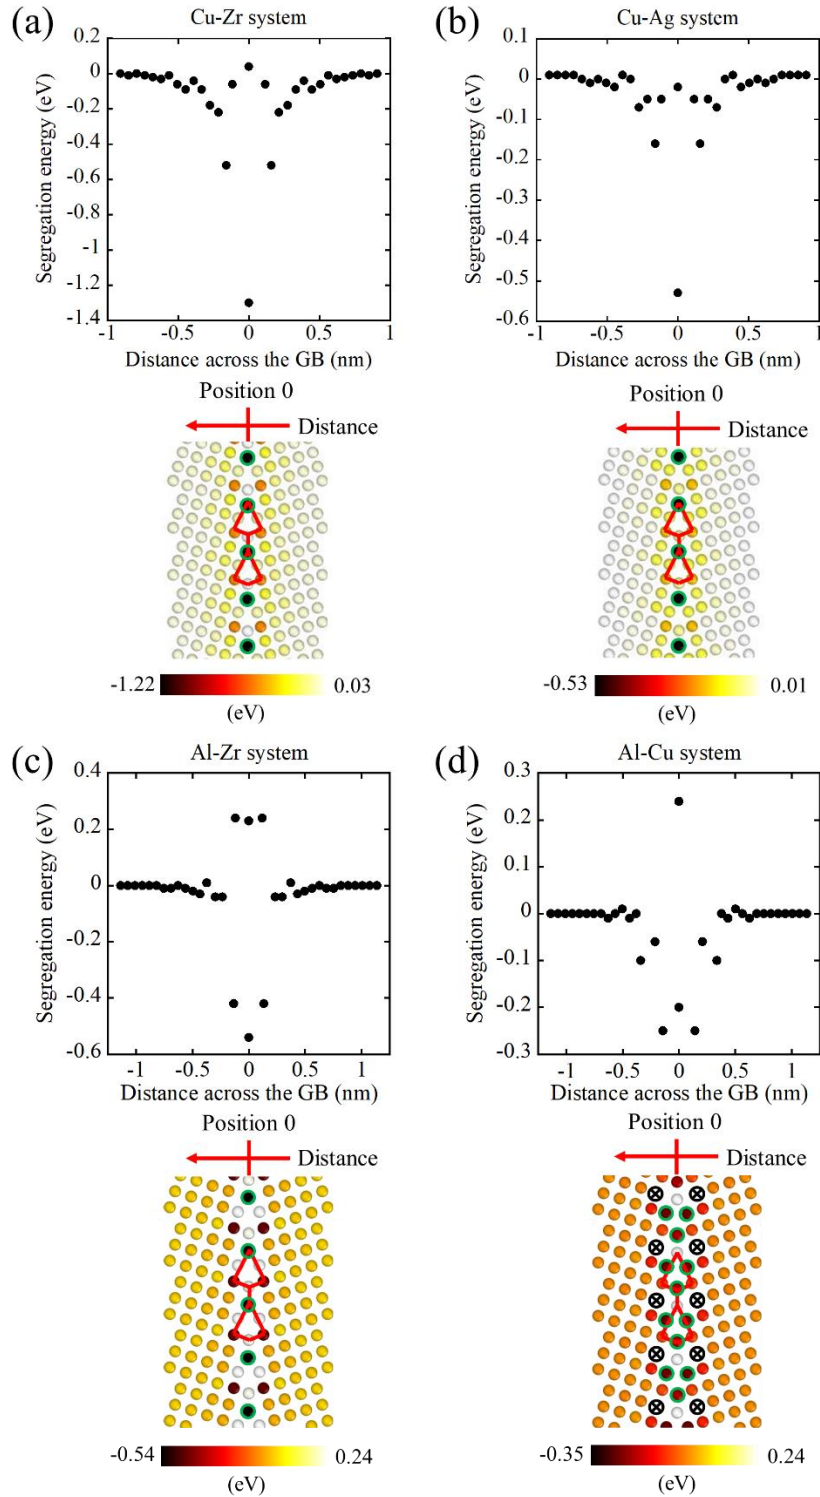 (a)
Cu-Zr system
0.2
0
-0.2
-0.4
-0.6
-0.8
-1
-1.2
-1.4
Segregation energy (eV)
-1 -0.5 0 0.5 1
Distance across the GB (nm)
Position 0
Distance
-1.22 0.03
(eV)
(b)
Cu-Ag system
0.1
0
-0.1
-0.2
-0.3
-0.4
-0.5
-0.6
Segregation energy (eV)
-1 -0.5 0 0.5 1
Distance across the GB (nm)
Position 0
Distance
-0.53 0.01
(eV)
(c)
Al-Zr system
0.4
0.2
0
-0.2
-0.4
-0.6
Segregation energy (eV)
-1 -0.5 0 0.5 1
Distance across the GB (nm)
Position 0
Distance
-0.54 0.24
(eV)
(d)
Al-Cu system
0.3
0.2
0.1
0
-0.1
-0.2
-0.3
Segregation energy (eV)
-1 -0.5 0 0.5 1
Distance across the GB (nm)
Position 0
Distance
-0.35 0.24
(eV)